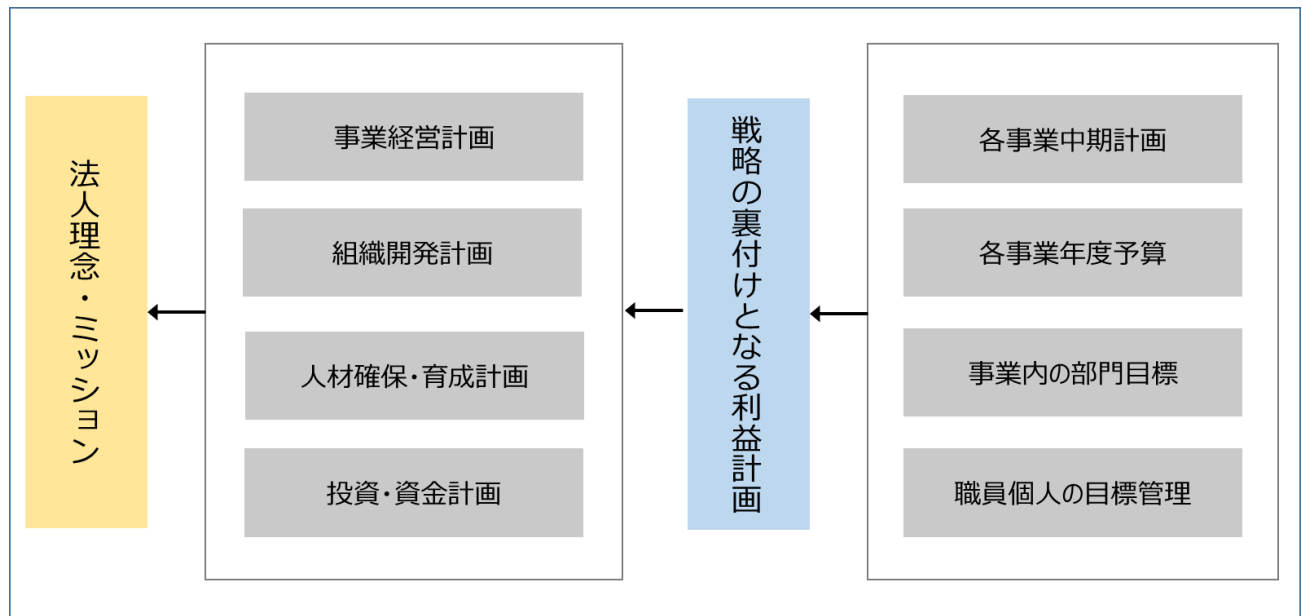 法人理念・ミッション
事業経営計画
組織開発計画
人材確保・育成計画
投資・資金計画
戦略の裏付けとなる利益計画
各事業中期計画
各事業年度予算
事業内の部門目標
職員個人の目標管理